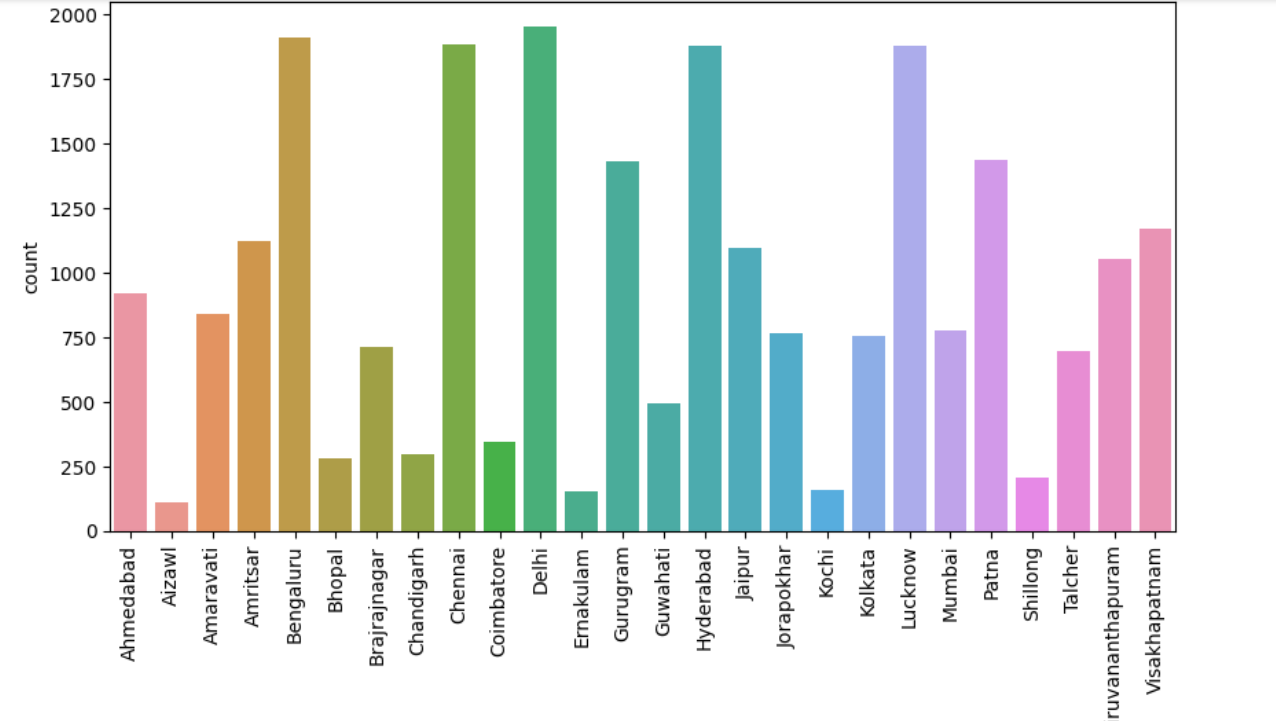 2000
1750
1500
1250
1000
750
500
250
0
count
Ahmedabad
Aizawl
Amaravati
Amritsar
Bengaluru
Bhopal
Brajrajnagar
Chandigarh
Chennai
Coimbatore
Delhi
Ernakulam
Gurugram
Guwahati
Hyderabad
Jaipur
Jorapokhar
Kochi
Kolkata
Lucknow
Mumbai
Patna
Shillong
Talcher
ruvananthapuram
Visakhapatnam